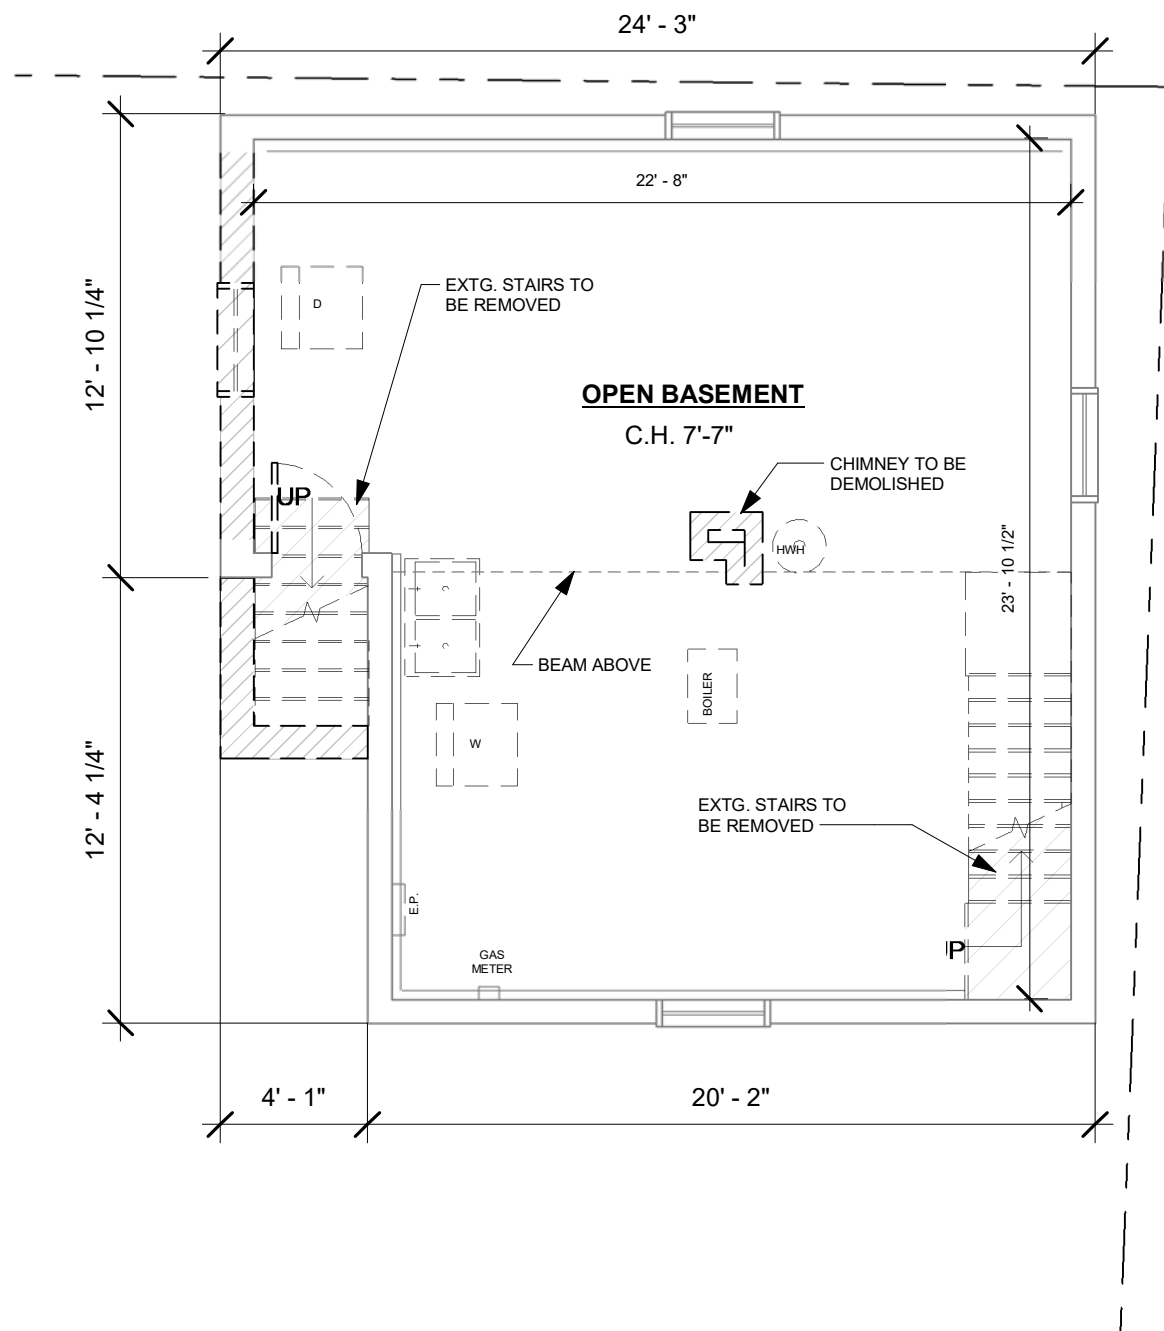 24' - 3"
22' - 8"
12' - 10 1/4"
D
EXTG. STAIRS TO
BE REMOVED
OPEN BASEMENT
C.H. 7'-7"
CHIMNEY TO BE
DEMOLISHED
UP
HWH
23' - 10 1/2"
BEAM ABOVE
BOILER
W
12' - 4 1/4"
EXTG. STAIRS TO
BE REMOVED
E.P.
GAS
METER
P
4' - 1"
20' - 2"